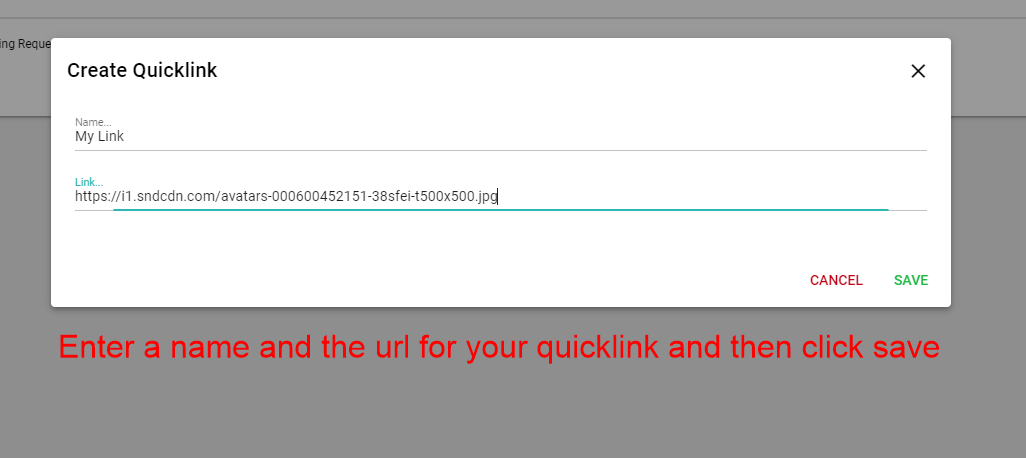 ing Reque
Create Quicklink
Name...
My Link
Link...
https://i1.sndcdn.com/avatars-000600452151-38sfei-t500x500.jpg
CANCEL SAVE
Enter a name and the url for your quicklink and then click save